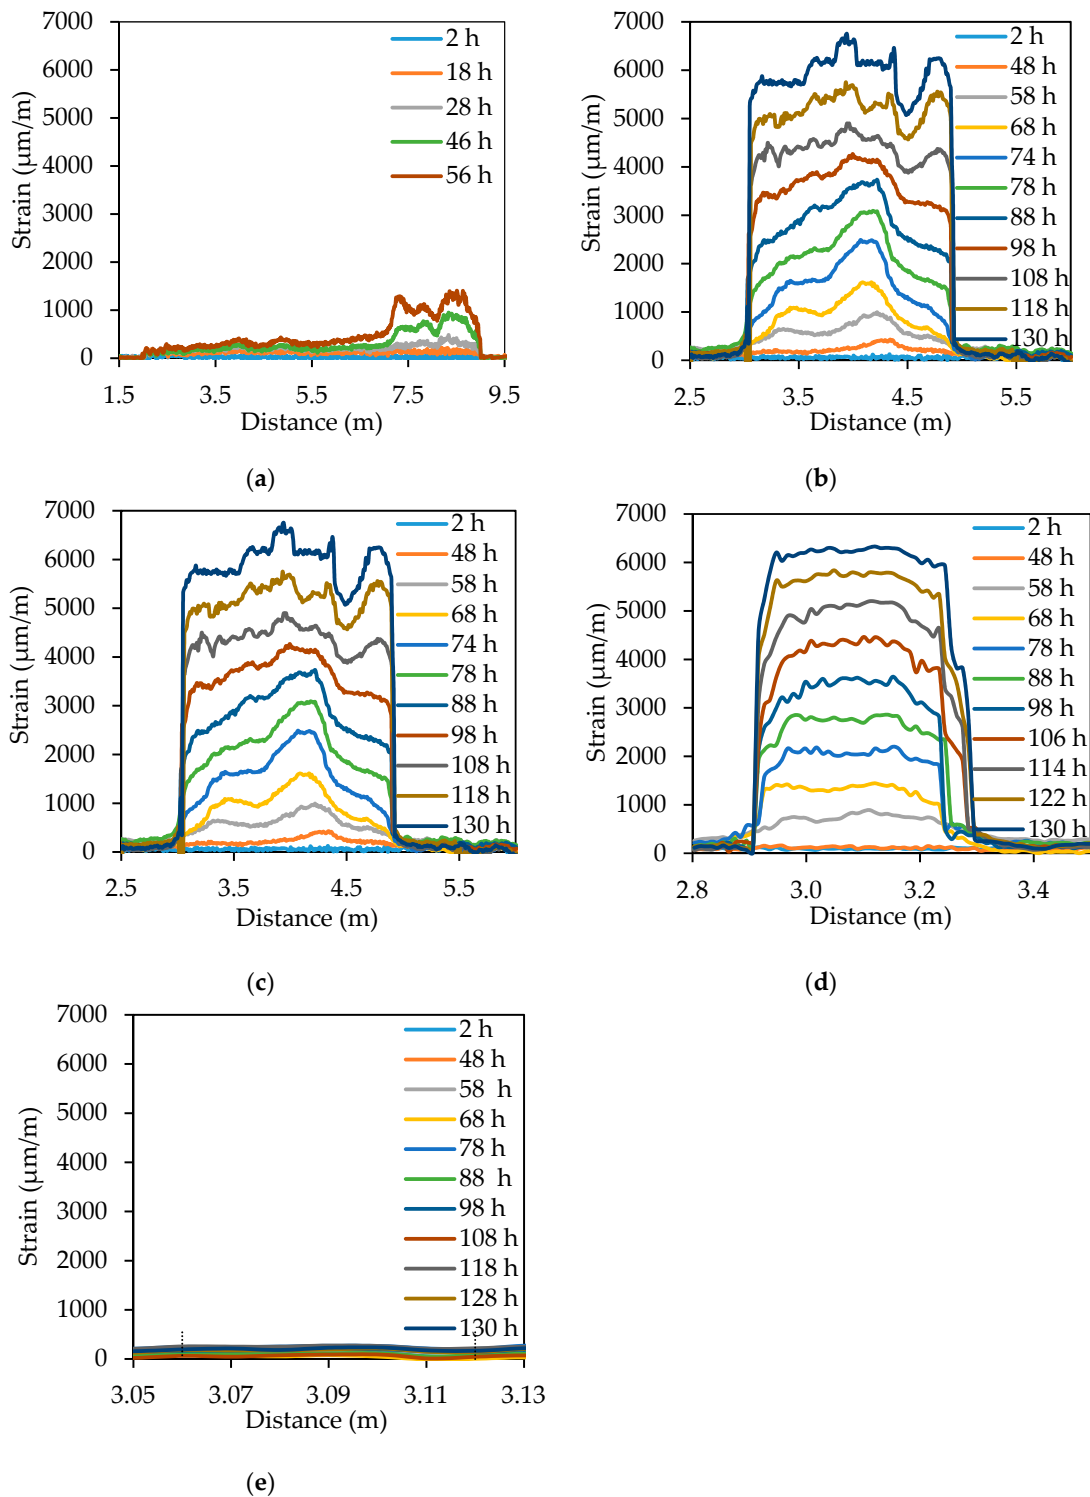 7000
6000
5000
4000
3000
2000
1000
0
Strain (µm/m)
2 h
18 h
28 h
46 h
56 h
1.5 3.5 5.5 7.5 9.5
Distance (m)
(a)
7000
6000
5000
4000
3000
2000
1000
0
Strain (µm/m)
2 h
48 h
58 h
68 h
74 h
78 h
88 h
98 h
108 h
118 h
130 h
2.5 3.5 4.5 5.5
Distance (m)
(b)
7000
6000
5000
4000
3000
2000
1000
0
Strain (µm/m)
2 h
48 h
58 h
68 h
74 h
78 h
88 h
98 h
108 h
118 h
130 h
2.5 3.5 4.5 5.5
Distance (m)
(c)
7000
6000
5000
4000
3000
2000
1000
0
Strain (µm/m)
2 h
48 h
58 h
68 h
78 h
88 h
98 h
106 h
114 h
122 h
130 h
2.8 3.0 3.2 3.4
Distance (m)
(d)
7000
6000
5000
4000
3000
2000
1000
0
Strain (µm/m)
2 h
48 h
58 h
68 h
78 h
88 h
98 h
108 h
118 h
128 h
130 h
3.05 3.07 3.09 3.11 3.13
Distance (m)
(e)